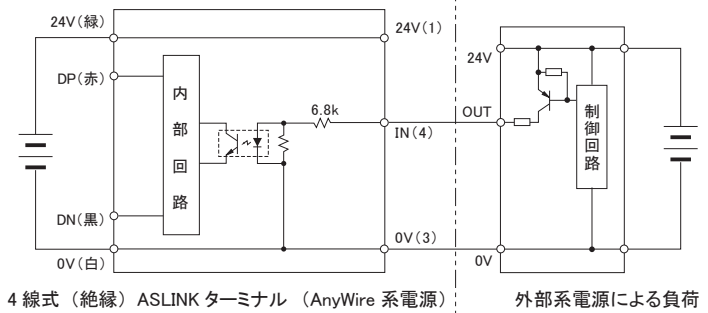 24V(緑)
24V(1)
DP(赤)
内部回路
6.8k
IN(4)
DN(黒)
0V(白)
0V(3)
24V
OUT
制御回路
0V
4 線式 (絶縁) ASLINK ターミナル (AnyWire 系電源)
外部系電源による負荷